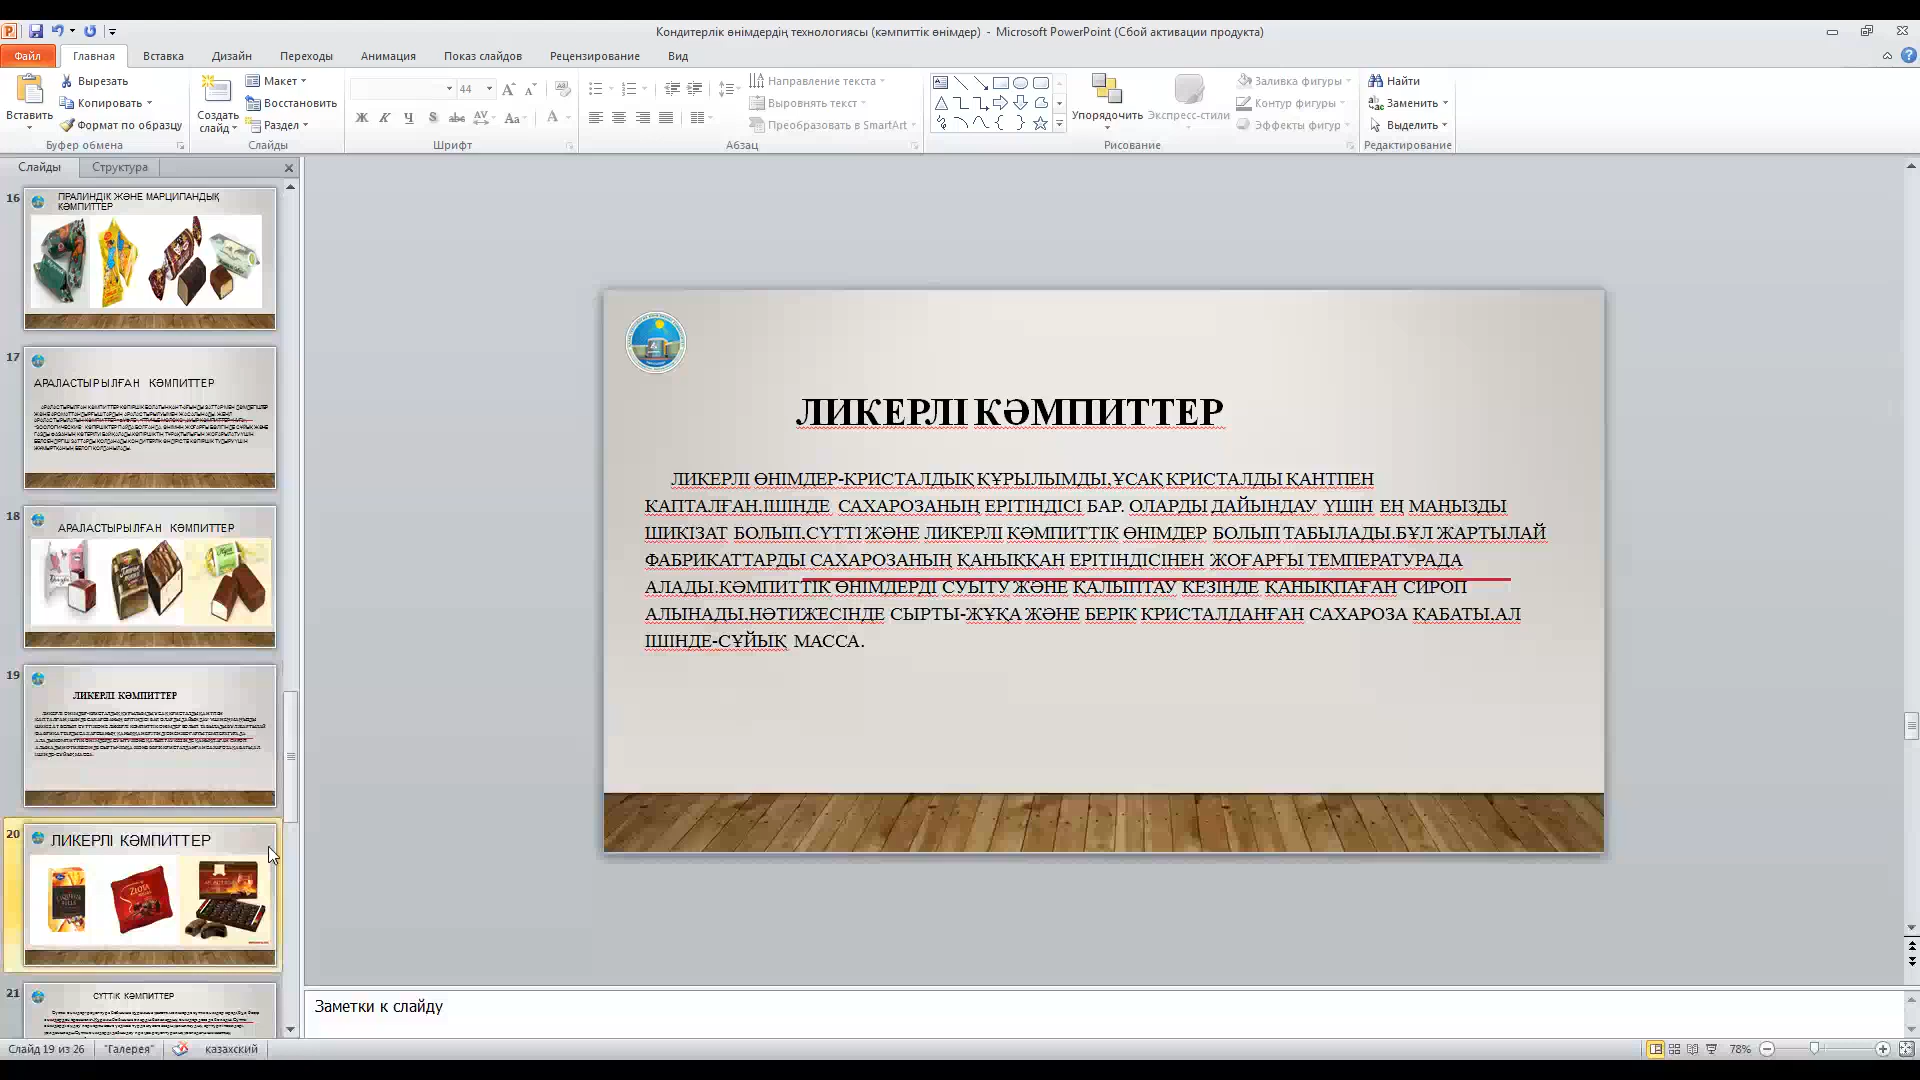 Кондитерлік өнімдердің технологиясы (кәмпиттік өнімдер) - Microsoft PowerPoint (Сбой активации продукта)
Файл Главная Вставка Дизайн Переходы Анимация Показ слайдов Рецензирование Вид
Вставить
Вырезать
Копировать
Формат по образцу
Буфер обмена
Создать слайд
Макет
Восстановить
Раздел
Слайды
44
Ж К Ч S abc AV Aa A
Шрифт
Направление текста
Выровнять текст
Преобразовать в SmartArt
Абзац
Упорядочить
Экспресс-стили
Заливка фигуры
Контур фигуры
Эффекты фигур
Рисование
Найти
Заменить
Выделить
Редактирование
Слайды Структура
16
ПРАЛИНДІК ЖӘНЕ МАРЦИПАНДЫҚ
КӘМПИТТЕР
17
АРАЛАСТЫРЫЛҒАН КӘМПИТТЕР
18
АРАЛАСТЫРЫЛҒАН КӨМПИТТЕР
19
ЛИКЕРЛІ КӘМПИТТЕР
20
ЛИКЕРЛІ КӘМПИТТЕР
ZŁOTA
21
СҮТТІК КӘМПИТТЕР
ЛИКЕРЛІ КӘМПИТТЕР
ЛИКЕРЛІ ӨНІМДЕР-КРИСТАЛДЫҚ ҚҰРЫЛЫМДЫ,ҰСАҚ КРИСТАЛДЫ ҚАНТПЕН
ҚАПТАЛҒАН,ІШІНДЕ САХАРОЗАНЫҢ ЕРІТІНДІСІ БАР. ОЛАРДЫ ДАЙЫНДАУ ҮШІН ЕҢ МАҢЫЗДЫ
ШИКІЗАТ БОЛЫП,СҮТТІ ЖӘНЕ ЛИКЕРЛІ КӘМПИТТІК ӨНІМДЕР БОЛЫП ТАБЫЛАДЫ.БҰЛ ЖАРТЫЛАЙ
ФАБРИКАТТАРДЫ САХАРОЗАНЫҢ ҚАНЫҚҚАН ЕРІТІНДІСІНЕН ЖОҒАРҒЫ ТЕМПЕРАТУРАДА
АЛАДЫ.КӘМПИТТІК ӨНІМДЕРДІ СУЫТУ ЖӘНЕ ҚАЛЫПТАУ КЕЗІНДЕ ҚАНЫҚПАҒАН СИРОП
АЛЫНАДЫ.НӘТИЖЕСІНДЕ СЫРТЫ-ЖҰҚА ЖӘНЕ БЕРІК КРИСТАЛДАНҒАН САХАРОЗА ҚАБАТЫ,АЛ
ІШІНДЕ-СҰЙЫҚ МАССА.
Заметки к слайду
Слайд 19 из 26 "Галерея" казахский 78%